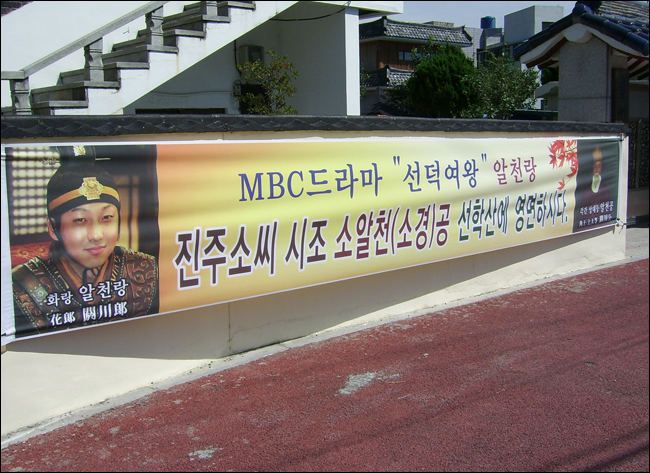 MBC드라마 "선덕여왕" 알천랑
진주소씨 시조 소알천(소경)공 선학산에 영면하시다.
화랑 알천랑
花郞 閼川郞